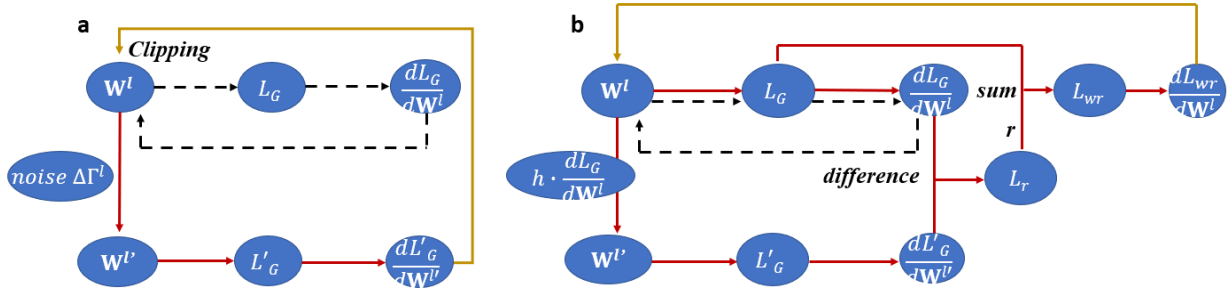 a
Clipping
W^l
L_G
dL_G
dW^l
noise ΔΓ^l
W^l'
L'_G
dL'_G
dW^l'
b
W^l
L_G
dL_G
dW^l
sum
L_wr
dL_wr
dW^l
r
h · dL_G
dW^l
difference
L_r
W^l'
L'_G
dL'_G
dW^l'